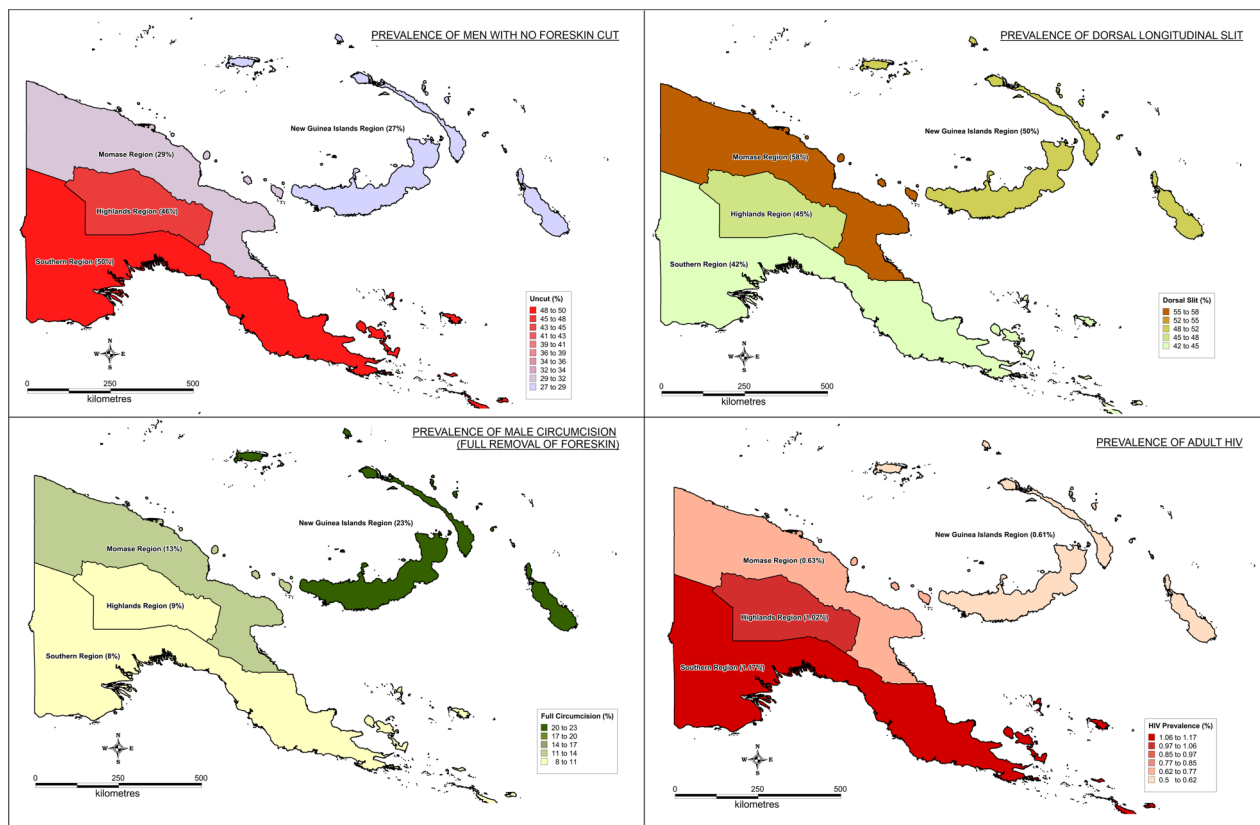 PREVALENCE OF MEN WITH NO FORESKIN CUT
New Guinea Islands Region (27%)
Momase Region (29%)
Highlands Region (46%)
Southern Region (50%)
Uncut (%)
48 to 50
45 to 48
43 to 45
41 to 43
39 to 41
36 to 39
34 to 36
32 to 34
29 to 32
27 to 29
N
W E
S
0 250 500
kilometres
PREVALENCE OF DORSAL LONGITUDINAL SLIT
New Guinea Islands Region (50%)
Momase Region (58%)
Highlands Region (45%)
Southern Region (42%)
Dorsal Slit (%)
55 to 58
52 to 55
48 to 52
45 to 48
42 to 45
N
W E
S
0 250 500
kilometres
PREVALENCE OF MALE CIRCUMCISION
(FULL REMOVAL OF FORESKIN)
New Guinea Islands Region (23%)
Momase Region (13%)
Highlands Region (9%)
Southern Region (8%)
Full Circumcision (%)
20 to 23
17 to 20
14 to 17
11 to 14
8 to 11
N
W E
S
0 250 500
kilometres
PREVALENCE OF ADULT HIV
New Guinea Islands Region (0.61%)
Momase Region (0.63%)
Highlands Region (1.02%)
Southern Region (1.17%)
HIV Prevalence (%)
1.06 to 1.17
0.97 to 1.06
0.85 to 0.97
0.77 to 0.85
0.62 to 0.77
0.5 to 0.62
N
W E
S
0 250 500
kilometres